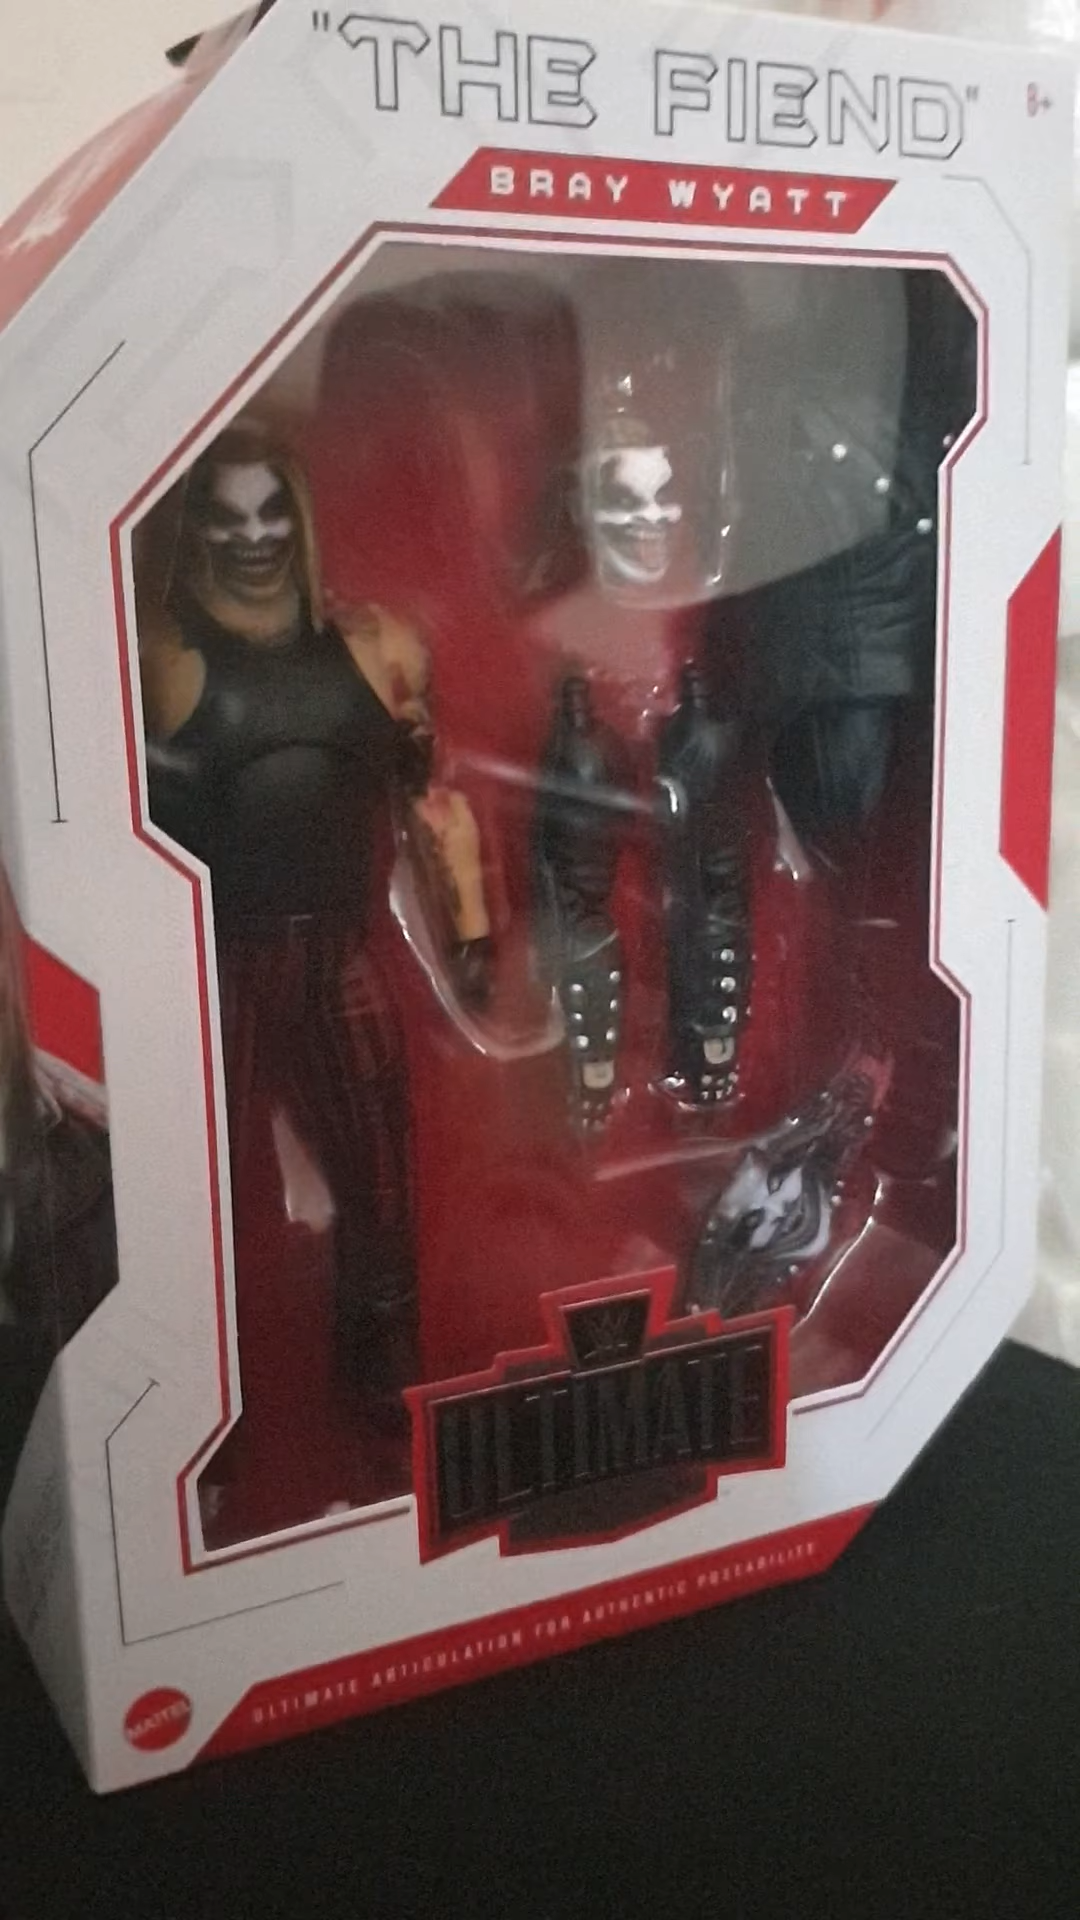 "THE FIEND"
8+
BRAY WYATT
W
ULTIMATE
ULTIMATE ARTICULATION FOR AUTHENTIC POSEABILITY
MATTEL